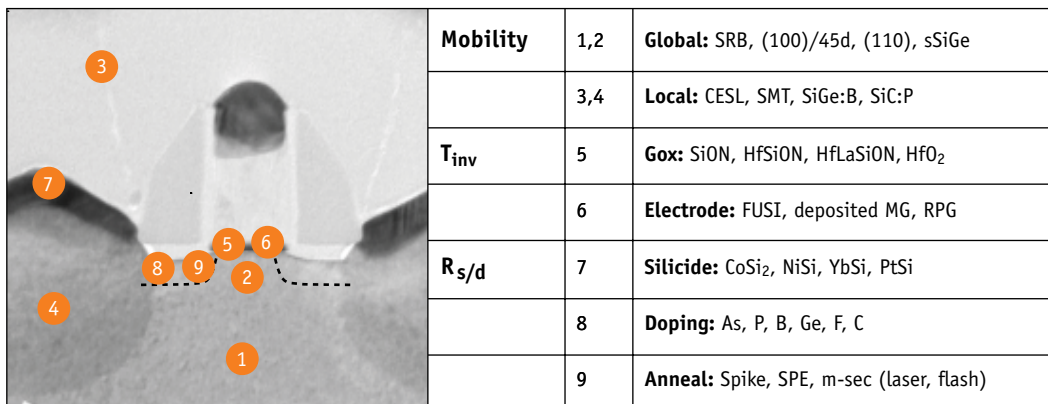 Mobility 1,2 Global: SRB, (100)/45d, (110), sSiGe
3,4 Local: CESL, SMT, SiGe:B, SiC:P
Tinv 5 Gox: SiON, HfSiON, HfLaSiON, HfO2
6 Electrode: FUSI, deposited MG, RPG
Rs/d 7 Silicide: CoSi2, NiSi, YbSi, PtSi
8 Doping: As, P, B, Ge, F, C
9 Anneal: Spike, SPE, m-sec (laser, flash)
3
7
5 6
8 9 2
4
1